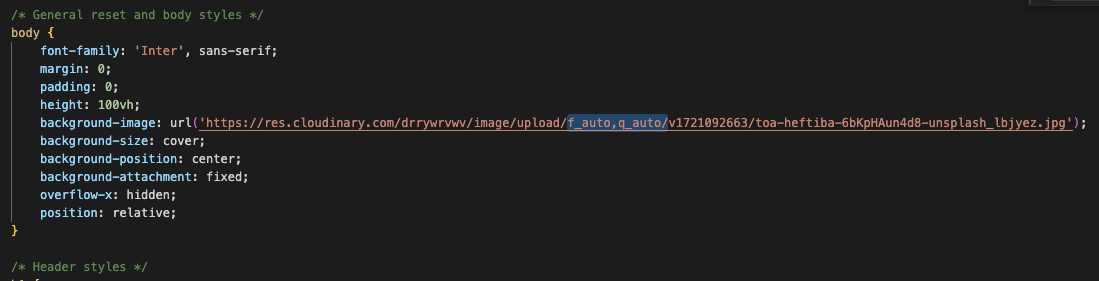 /* General reset and body styles */
body {
font-family: 'Inter', sans-serif;
margin: 0;
padding: 0;
height: 100vh;
background-image: url('https://res.cloudinary.com/drrywrvwv/image/upload/f_auto,q_auto/v1721092663/toa-heftiba-6bKpHAun4d8-unsplash_lbjyez.jpg');
background-size: cover;
background-position: center;
background-attachment: fixed;
overflow-x: hidden;
position: relative;
}
/* Header styles */